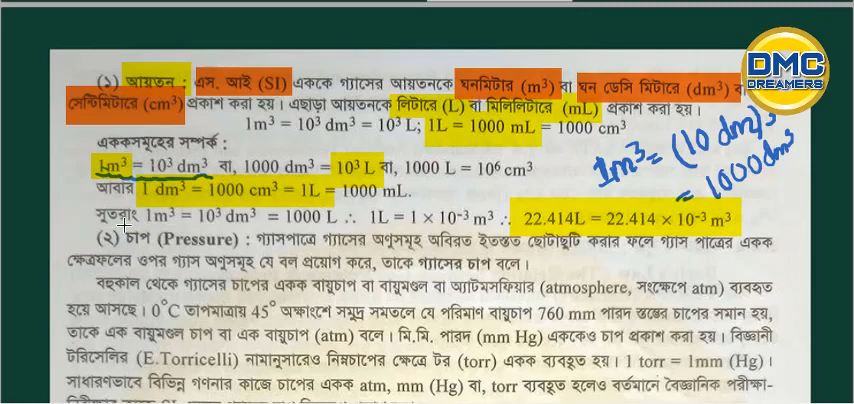 DMC
DREAMERS
(১) আয়তন : এস. আই (SI) এককে গ্যাসের আয়তনকে ঘনমিটার (m³) বা ঘন ডেসি মিটারে (dm³) বা
সেন্টিমিটারে (cm³) প্রকাশ করা হয়। এছাড়া আয়তনকে লিটারে (L) বা মিলিলিটারে (mL) প্রকাশ করা হয়।
1m³ = 10³ dm³ = 10³ L; 1L = 1000 mL = 1000 cm³
এককসমূহের সম্পর্ক :
1m³ = 10³ dm³ বা, 1000 dm³ = 10³ L বা, 1000 L = 10⁶ cm³
1m³ = (10 dm)³
= 1000 dm³
আবার 1 dm³ = 1000 cm³ = 1L = 1000 mL.
সুতরাং 1m³ = 10³ dm³ = 1000 L ∴ 1L = 1 × 10⁻³ m³ ∴ 22.414L = 22.414 × 10⁻³ m³
(২) চাপ (Pressure) : গ্যাসপাত্রে গ্যাসের অণুসমূহ অবিরত ইতস্তত ছোটাছুটি করার ফলে গ্যাস পাত্রের একক
ক্ষেত্রফলের ওপর গ্যাস অণুসমূহ যে বল প্রয়োগ করে, তাকে গ্যাসের চাপ বলে।
বহুকাল থেকে গ্যাসের চাপের একক বায়ুচাপ বা বায়ুমণ্ডল বা অ্যাটমসফিয়ার (atmosphere, সংক্ষেপে atm) ব্যবহৃত
হয়ে আসছে। 0°C তাপমাত্রায় 45° অক্ষাংশে সমুদ্র সমতলে যে পরিমাণ বায়ুচাপ 760 mm পারদ স্তম্ভের চাপের সমান হয়,
তাকে এক বায়ুমণ্ডল চাপ বা এক বায়ুচাপ (atm) বলে। মি.মি. পারদ (mm Hg) এককেও চাপ প্রকাশ করা হয়। বিজ্ঞানী
টরিসেলির (E.Torricelli) নামানুসারেও নিম্নচাপের ক্ষেত্রে টর (torr) একক ব্যবহৃত হয়। 1 torr = 1mm (Hg)।
সাধারণভাবে বিভিন্ন গণনার কাজে চাপের একক atm, mm (Hg) বা, torr ব্যবহৃত হলেও বর্তমানে বৈজ্ঞানিক পরীক্ষা-